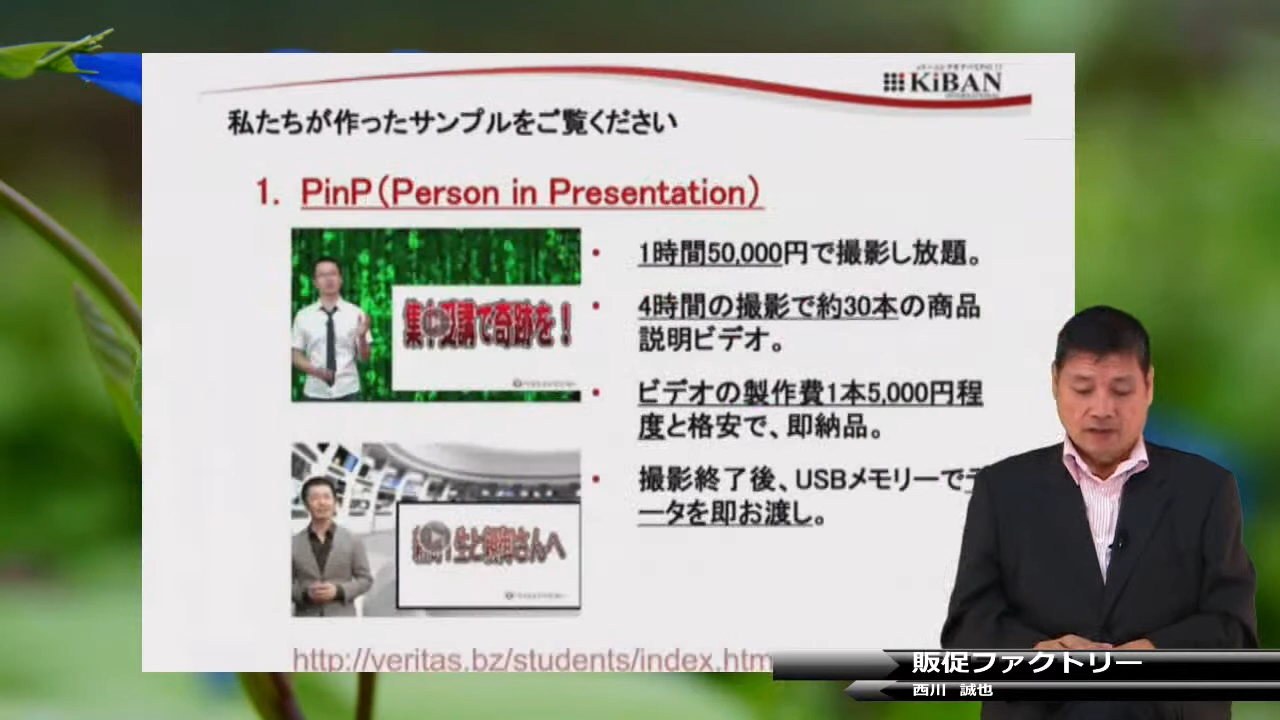 KiBAN
私たちが作ったサンプルをご覧ください
1. PinP(Person in Presentation)
集中受講で奇跡を!
• 1時間50,000円で撮影し放題。
• 4時間の撮影で約30本の商品
説明ビデオ。
• ビデオの製作費1本5,000円程
度と格安で、即納品。
• 撮影終了後、USBメモリーでデ
ータを即お渡し。
http://veritas.bz/students/index.htm
販促ファクトリー
西川 誠也